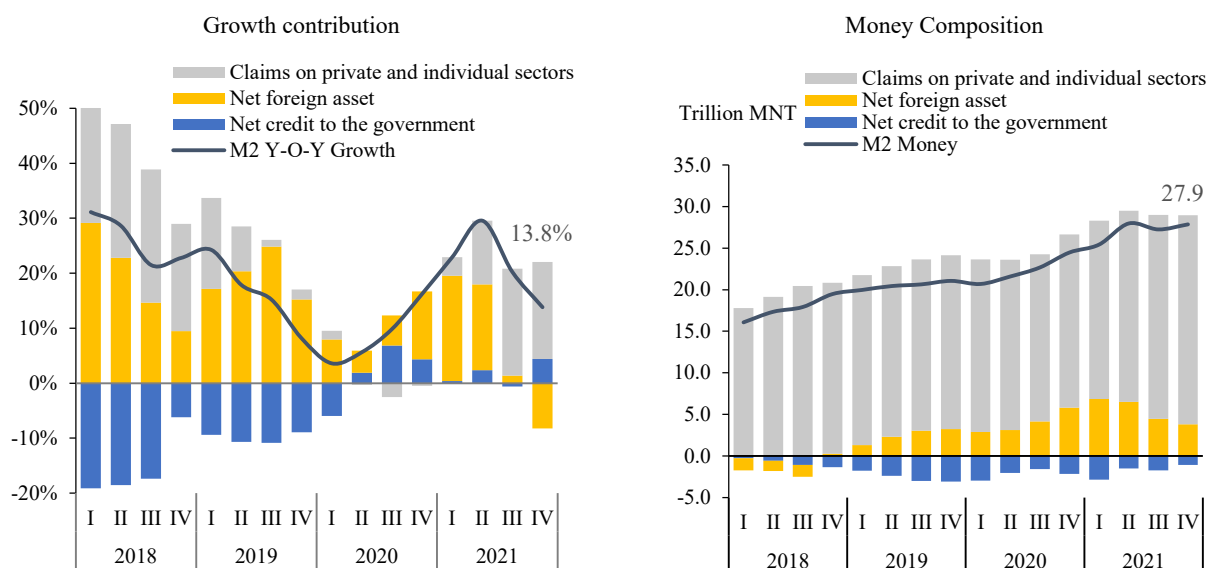 Growth contribution
Claims on private and individual sectors
Net foreign asset
Net credit to the government
M2 Y-O-Y Growth
50%
40%
30%
20%
10%
0%
-10%
-20%
13.8%
I II III IV I II III IV I II III IV I II III IV
2018 2019 2020 2021
Money Composition
Claims on private and individual sectors
Net foreign asset
Net credit to the government
M2 Money
Trillion MNT
35.0
30.0
25.0
20.0
15.0
10.0
5.0
0.0
-5.0
27.9
I II III IV I II III IV I II III IV I II III IV
2018 2019 2020 2021